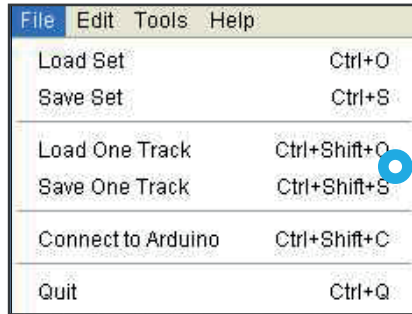 File Edit Tools Help
Load Set Ctrl+O
Save Set Ctrl+S
Load One Track Ctrl+Shift+O
Save One Track Ctrl+Shift+S
Connect to Arduino Ctrl+Shift+C
Quit Ctrl+Q